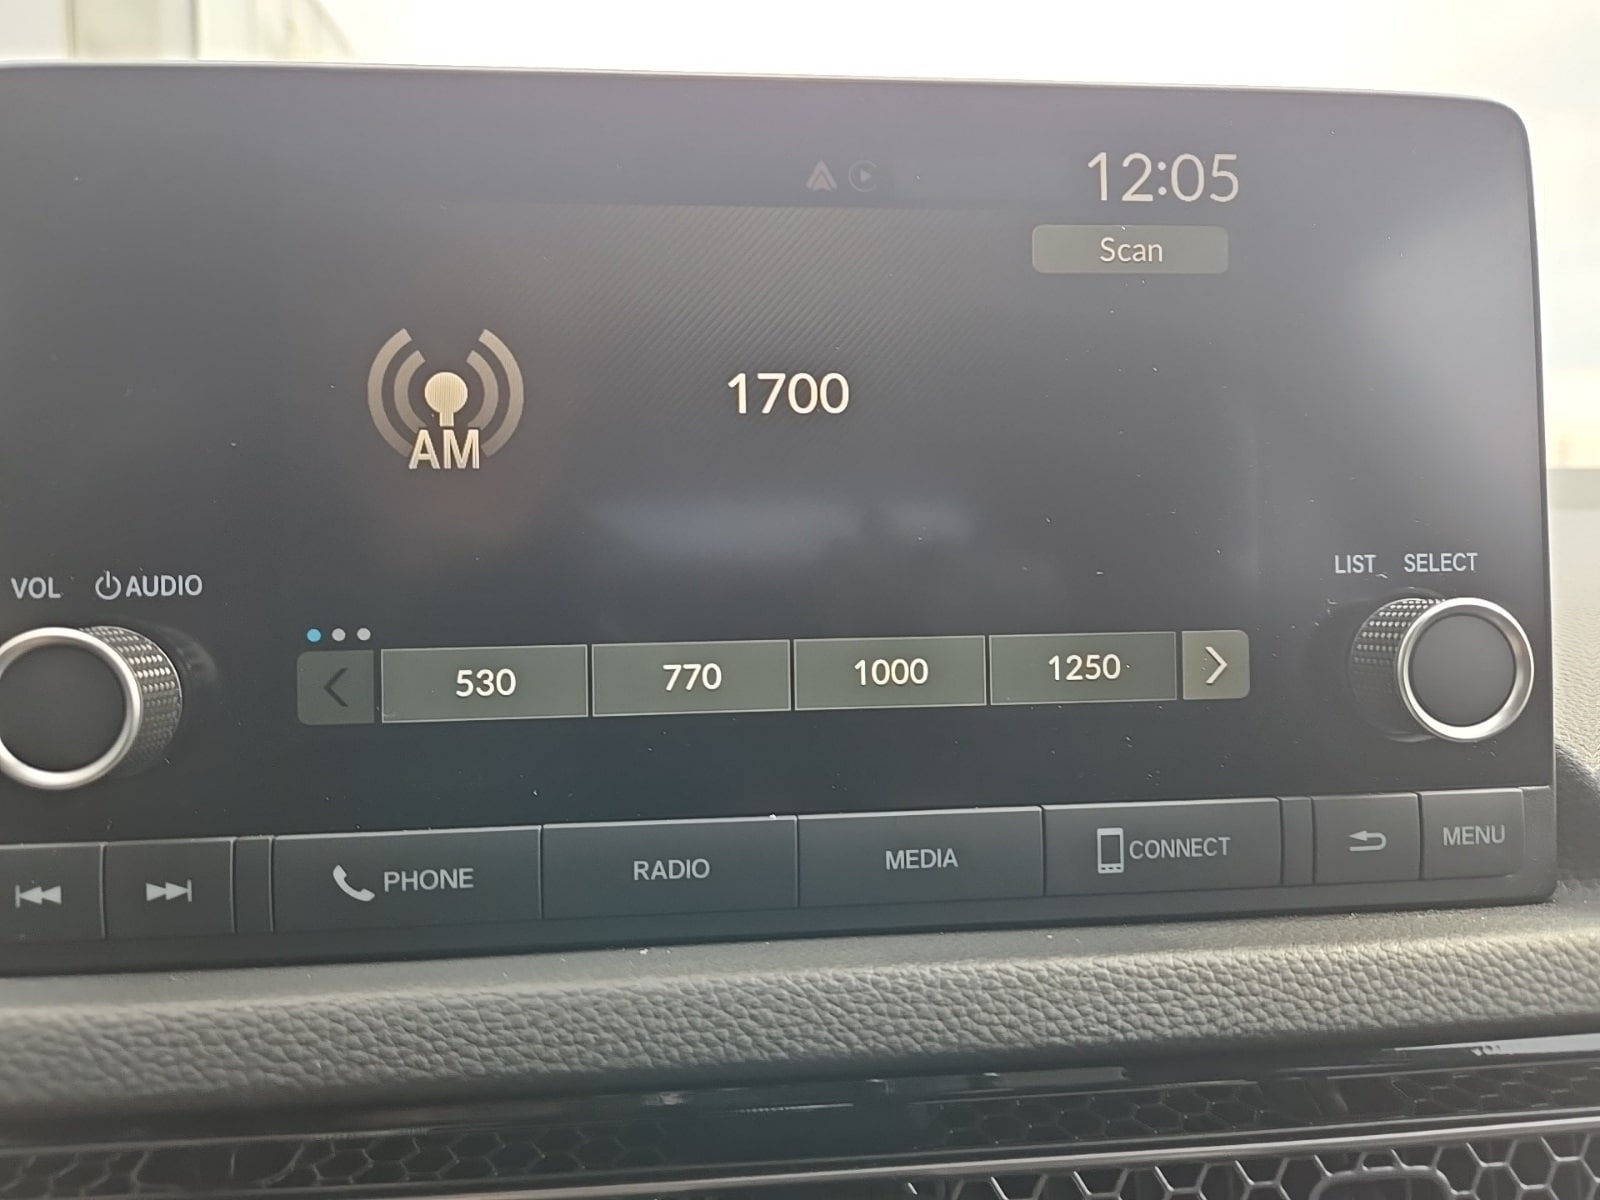 12:05
Scan
AM
1700
VOL AUDIO
LIST SELECT
530 770 1000 1250
PHONE RADIO MEDIA CONNECT MENU